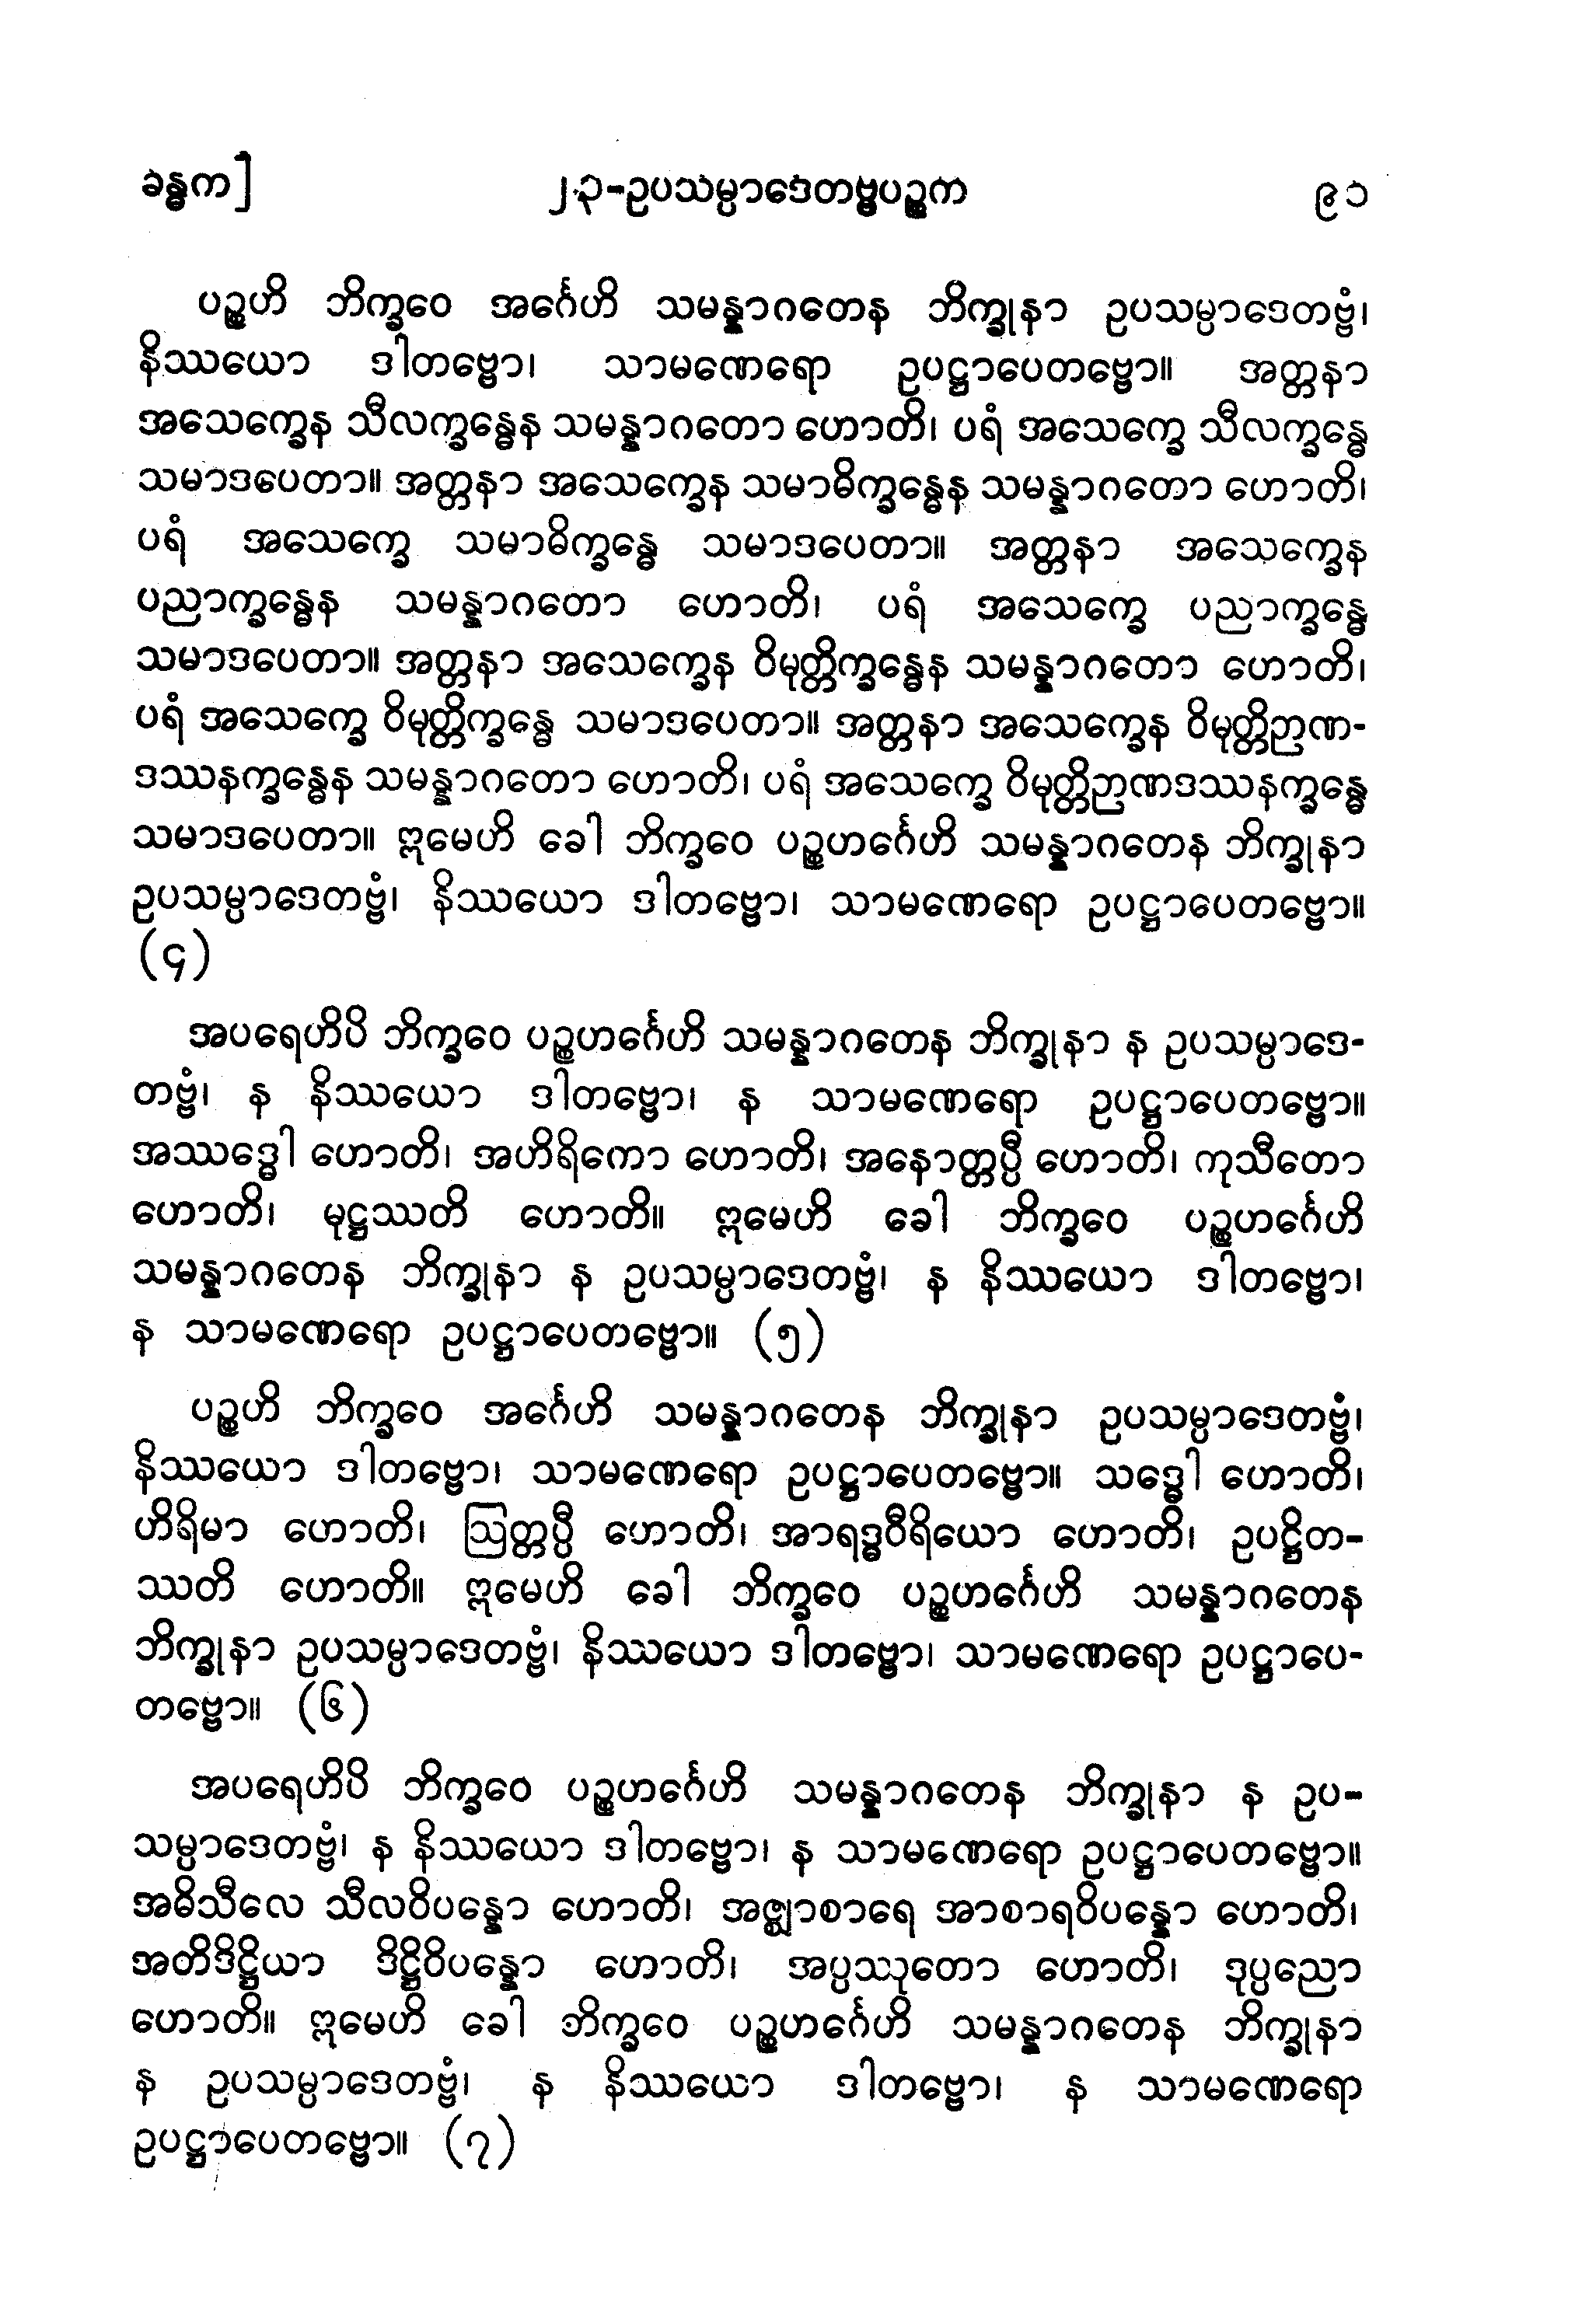 ခန္ဓက]	၂၃-ဥပသမ္ပာဒေတဗ္ဗပဉ္စက	၉၁
ပဉ္စဟိ ဘိက္ခဝေ အင်္ဂေဟိ သမန္နာဂတေန ဘိက္ခုနာ ဥပသမ္ပာဒေတဗ္ဗံ၊
နိဿယော ဒါတဗ္ဗော၊ သာမဏေရော ဥပဋ္ဌာပေတဗ္ဗော။ အတ္တနာ
အသေက္ခေန သီလက္ခန္ဓေန သမန္နာဂတော ဟောတိ၊ ပရံ အသေက္ခေ သီလက္ခန္ဓေ
သမာဒပေတာ။ အတ္တနာ အသေက္ခေန သမာဓိက္ခန္ဓေန သမန္နာဂတော ဟောတိ၊
ပရံ အသေက္ခေ သမာဓိက္ခန္ဓေ သမာဒပေတာ။ အတ္တနာ အသေက္ခေန
ပညာက္ခန္ဓေန သမန္နာဂတော ဟောတိ၊ ပရံ အသေက္ခေ ပညာက္ခန္ဓေ
သမာဒပေတာ။ အတ္တနာ အသေက္ခေန ဝိမုတ္တိက္ခန္ဓေန သမန္နာဂတော ဟောတိ၊
ပရံ အသေက္ခေ ဝိမုတ္တိက္ခန္ဓေ သမာဒပေတာ။ အတ္တနာ အသေက္ခေန ဝိမုတ္တိဉာဏ-
ဒဿနက္ခန္ဓေန သမန္နာဂတော ဟောတိ၊ ပရံ အသေက္ခေ ဝိမုတ္တိဉာဏဒဿနက္ခန္ဓေ
သမာဒပေတာ။ ဣမေဟိ ခေါ ဘိက္ခဝေ ပဉ္စဟင်္ဂေဟိ သမန္နာဂတေန ဘိက္ခုနာ
ဥပသမ္ပာဒေတဗ္ဗံ၊ နိဿယော ဒါတဗ္ဗော၊ သာမဏေရော ဥပဋ္ဌာပေတဗ္ဗော။
(၄)
အပရေဟိပိ ဘိက္ခဝေ ပဉ္စဟင်္ဂေဟိ သမန္နာဂတေန ဘိက္ခုနာ န ဥပသမ္ပာဒေ-
တဗ္ဗံ၊ န နိဿယော ဒါတဗ္ဗော၊ န သာမဏေရော ဥပဋ္ဌာပေတဗ္ဗော။
အဿဒ္ဓေါ ဟောတိ၊ အဟိရိကော ဟောတိ၊ အနောတ္တပ္ပီ ဟောတိ၊ ကုသီတော
ဟောတိ၊ မုဋ္ဌဿတိ ဟောတိ။ ဣမေဟိ ခေါ ဘိက္ခဝေ ပဉ္စဟင်္ဂေဟိ
သမန္နာဂတေန ဘိက္ခုနာ န ဥပသမ္ပာဒေတဗ္ဗံ၊ န နိဿယော ဒါတဗ္ဗော၊
န သာမဏေရော ဥပဋ္ဌာပေတဗ္ဗော။ (၅)
ပဉ္စဟိ ဘိက္ခဝေ အင်္ဂေဟိ သမန္နာဂတေန ဘိက္ခုနာ ဥပသမ္ပာဒေတဗ္ဗံ၊
နိဿယော ဒါတဗ္ဗော၊ သာမဏေရော ဥပဋ္ဌာပေတဗ္ဗော။ သဒ္ဓေါ ဟောတိ၊
ဟိရိမာ ဟောတိ၊ ဩတ္တပ္ပီ ဟောတိ၊ အာရဒ္ဓဝီရိယော ဟောတိ၊ ဥပဋ္ဌိတ-
ဿတိ ဟောတိ။ ဣမေဟိ ခေါ ဘိက္ခဝေ ပဉ္စဟင်္ဂေဟိ သမန္နာဂတေန
ဘိက္ခုနာ ဥပသမ္ပာဒေတဗ္ဗံ၊ နိဿယော ဒါတဗ္ဗော၊ သာမဏေရော ဥပဋ္ဌာပေ-
တဗ္ဗော။ (၆)
အပရေဟိပိ ဘိက္ခဝေ ပဉ္စဟင်္ဂေဟိ သမန္နာဂတေန ဘိက္ခုနာ န ဥပ-
သမ္ပာဒေတဗ္ဗံ၊ န နိဿယော ဒါတဗ္ဗော၊ န သာမဏေရော ဥပဋ္ဌာပေတဗ္ဗော။
အဓိသီလေ သီလဝိပန္နော ဟောတိ၊ အဇ္ဈာစာရေ အာစာရဝိပန္နော ဟောတိ၊
အတိဒိဋ္ဌိယာ ဒိဋ္ဌိဝိပန္နော ဟောတိ၊ အပ္ပဿုတော ဟောတိ၊ ဒုပ္ပညော
ဟောတိ။ ဣမေဟိ ခေါ ဘိက္ခဝေ ပဉ္စဟင်္ဂေဟိ သမန္နာဂတေန ဘိက္ခုနာ
န ဥပသမ္ပာဒေတဗ္ဗံ၊ န နိဿယော ဒါတဗ္ဗော၊ န သာမဏေရော
ဥပဋ္ဌာပေတဗ္ဗော။ (၇)